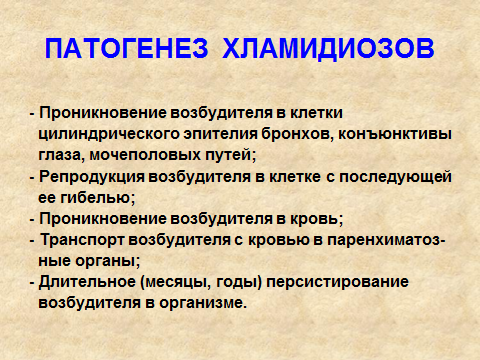 ПАТОГЕНЕЗ ХЛАМИДИОЗОВ
- Проникновение возбудителя в клетки
цилиндрического эпителия бронхов, конъюнктивы
глаза, мочеполовых путей;
- Репродукция возбудителя в клетке с последующей
ее гибелью;
- Проникновение возбудителя в кровь;
- Транспорт возбудителя с кровью в паренхиматоз-
ные органы;
- Длительное (месяцы, годы) персистирование
возбудителя в организме.